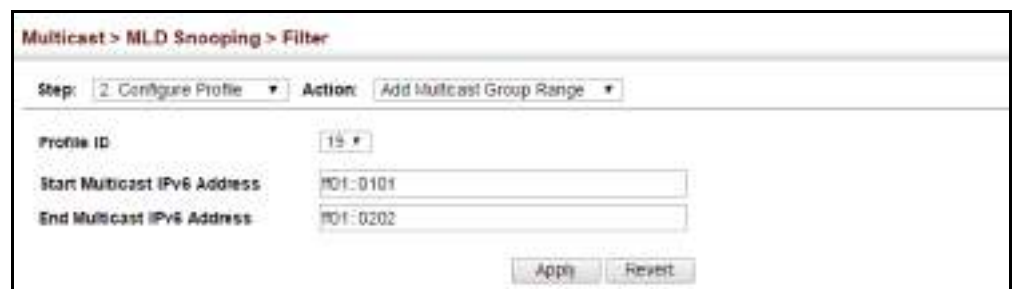 Multicast > MLD Snooping > Filter
Step: 2. Configure Profile Action: Add Multicast Group Range
Profile ID 19
Start Multicast IPv6 Address ff01::0101
End Multicast IPv6 Address ff01::0202
Apply Revert